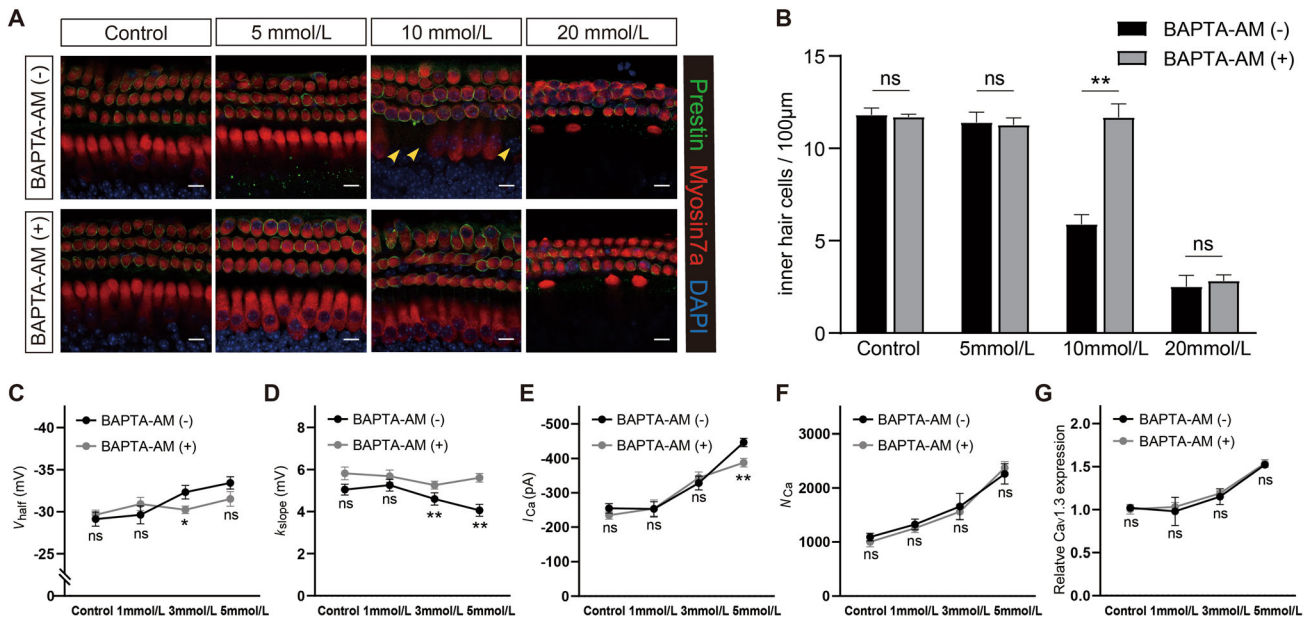 A
Control
5 mmol/L
10 mmol/L
20 mmol/L
BAPTA-AM (-)
BAPTA-AM (+)
Prestin Myosin7a DAPI
B
BAPTA-AM (-)
BAPTA-AM (+)
inner hair cells / 100μm
15
10
5
0
ns
ns
**
ns
Control
5mmol/L
10mmol/L
20mmol/L
C
BAPTA-AM (-)
BAPTA-AM (+)
Vhalf (mV)
-40
-35
-30
-25
ns
ns
*
ns
Control 1mmol/L 3mmol/L 5mmol/L
D
BAPTA-AM (-)
BAPTA-AM (+)
kslope (mV)
8
6
4
2
0
ns
ns
**
**
Control 1mmol/L 3mmol/L 5mmol/L
E
BAPTA-AM (-)
BAPTA-AM (+)
ICa (pA)
-500
-400
-300
-200
-100
0
ns
ns
ns
**
Control 1mmol/L 3mmol/L 5mmol/L
F
BAPTA-AM (-)
BAPTA-AM (+)
NCa
3000
2000
1000
0
ns
ns
ns
ns
Control 1mmol/L 3mmol/L 5mmol/L
G
BAPTA-AM (-)
BAPTA-AM (+)
Relatve Cav1.3 expression
2.0
1.5
1.0
0.5
0.0
ns
ns
ns
ns
Control 1mmol/L 3mmol/L 5mmol/L